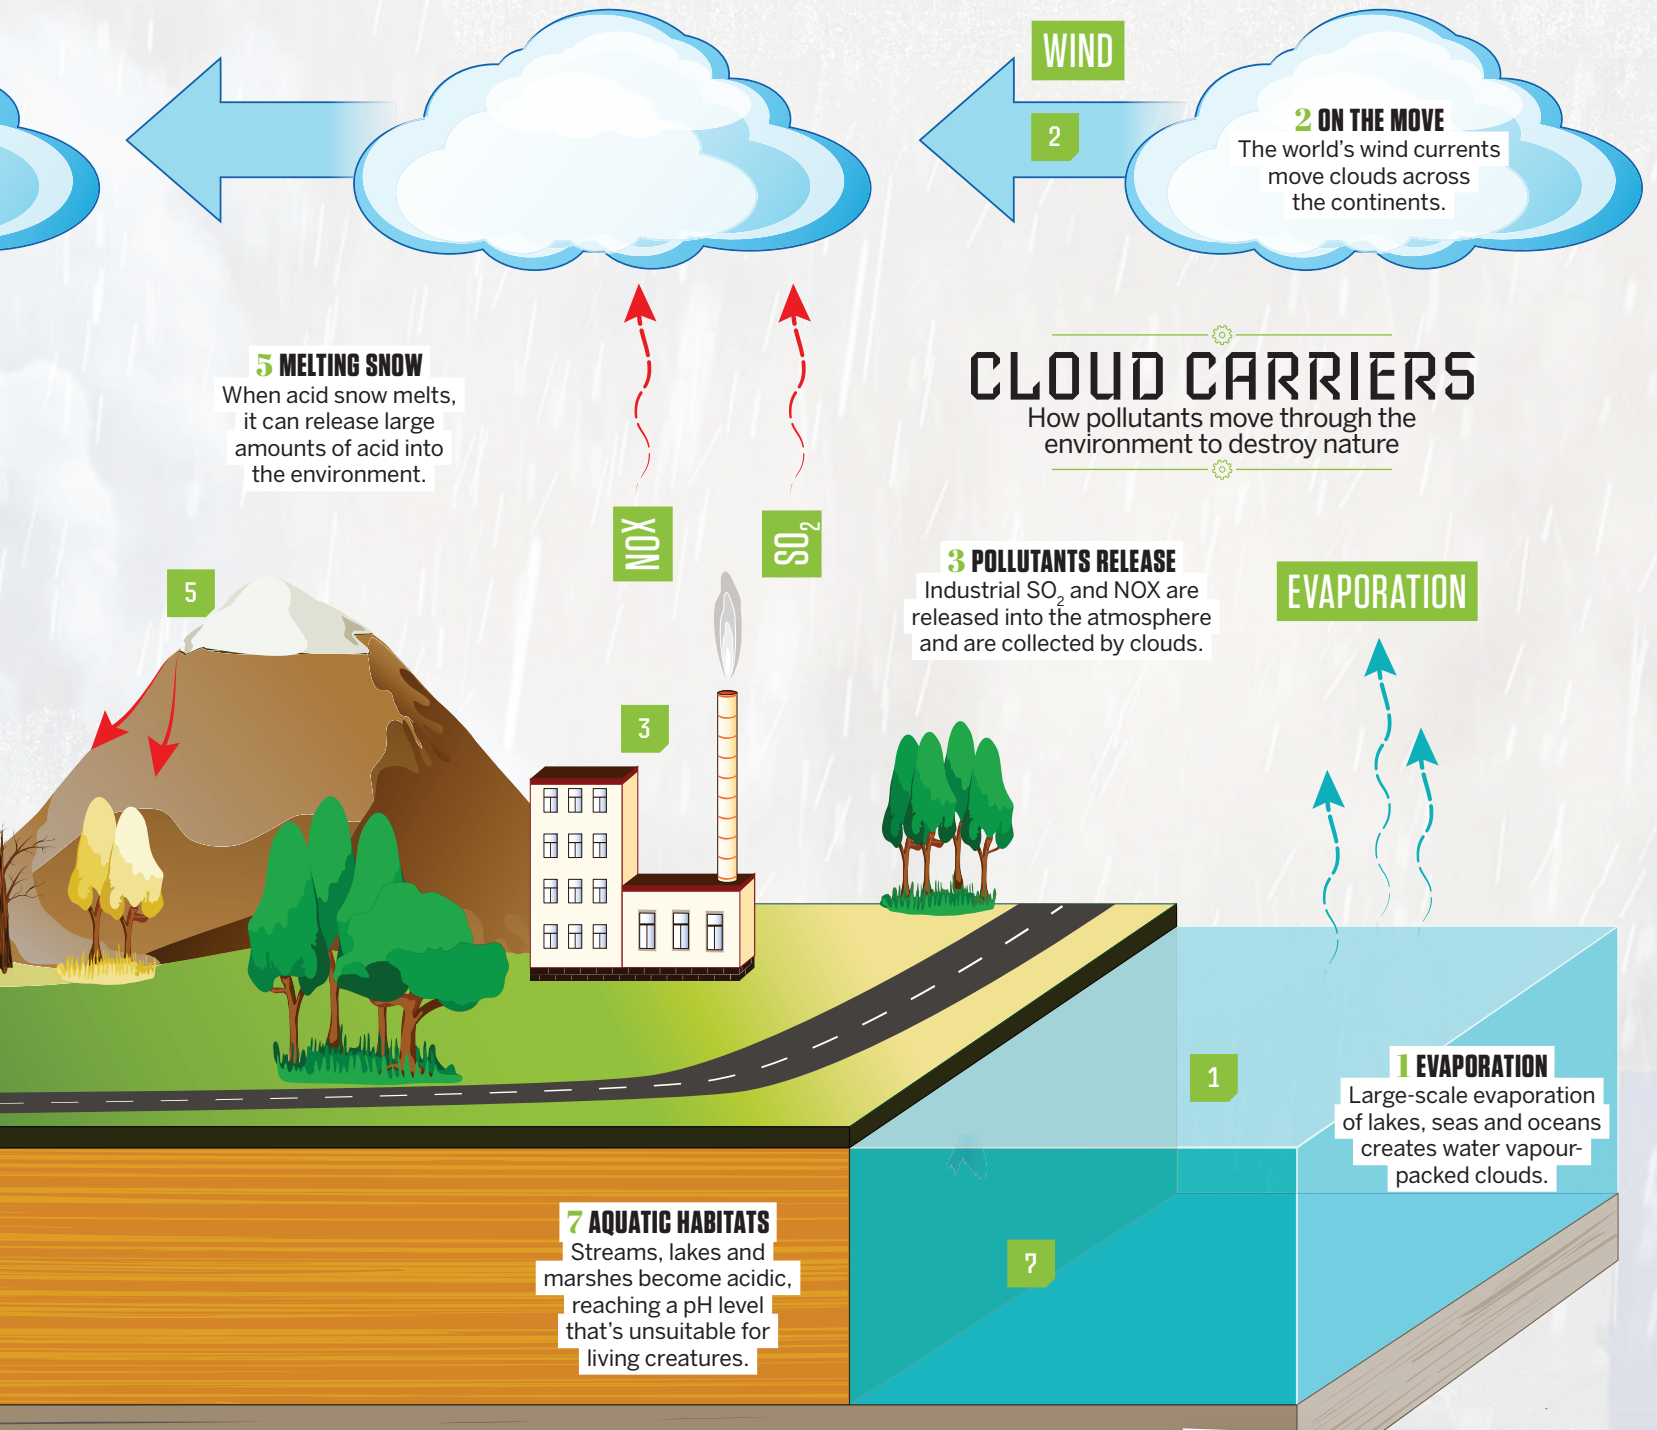 WIND
2
2 ON THE MOVE
The world's wind currents
move clouds across
the continents.
CLOUD CARRIERS
How pollutants move through the
environment to destroy nature
5 MELTING SNOW
When acid snow melts,
it can release large
amounts of acid into
the environment.
NOX
SO₂
3 POLLUTANTS RELEASE
Industrial SO₂ and NOX are
released into the atmosphere
and are collected by clouds.
EVAPORATION
5
3
1
1 EVAPORATION
Large-scale evaporation
of lakes, seas and oceans
creates water vapour-
packed clouds.
7 AQUATIC HABITATS
Streams, lakes and
marshes become acidic,
reaching a pH level
that's unsuitable for
living creatures.
7